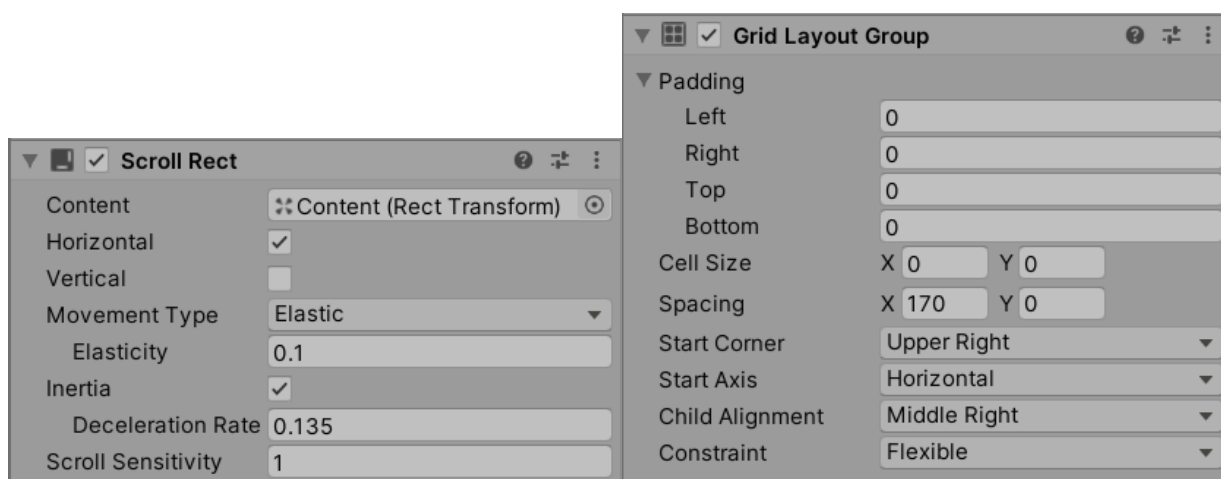 Scroll Rect
Content Content (Rect Transform)
Horizontal
Vertical
Movement Type Elastic
Elasticity 0.1
Inertia
Deceleration Rate 0.135
Scroll Sensitivity 1
Grid Layout Group
Padding
Left 0
Right 0
Top 0
Bottom 0
Cell Size X 0 Y 0
Spacing X 170 Y 0
Start Corner Upper Right
Start Axis Horizontal
Child Alignment Middle Right
Constraint Flexible